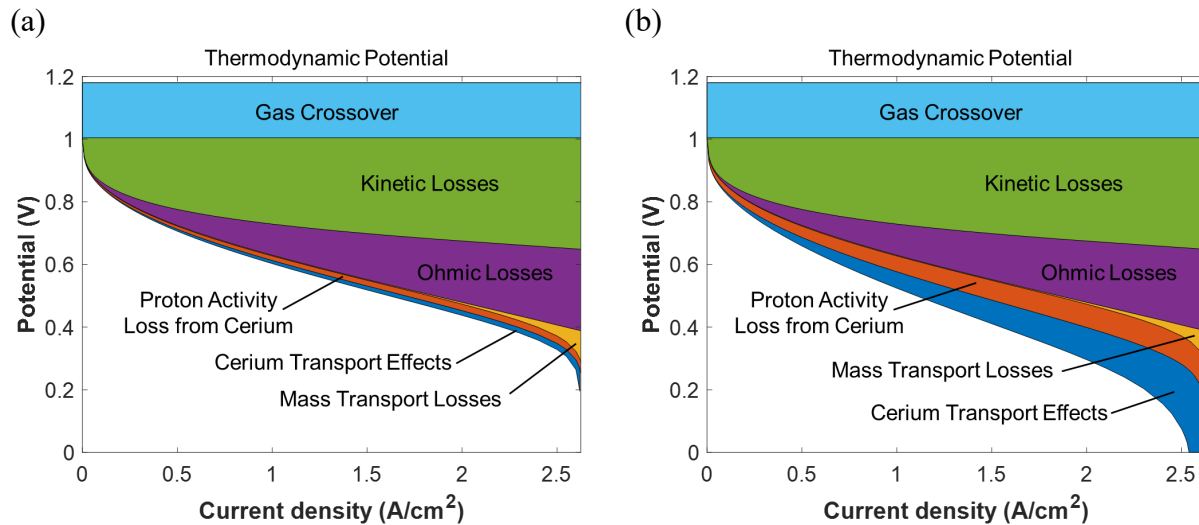 (a)
Thermodynamic Potential
1.2
1
0.8
0.6
0.4
0.2
0
Potential (V)
Gas Crossover
Kinetic Losses
Ohmic Losses
Proton Activity
Loss from Cerium
Cerium Transport Effects
Mass Transport Losses
0
0.5
1
1.5
2
2.5
Current density (A/cm²)
(b)
Thermodynamic Potential
1.2
1
0.8
0.6
0.4
0.2
0
Potential (V)
Gas Crossover
Kinetic Losses
Ohmic Losses
Proton Activity
Loss from Cerium
Mass Transport Losses
Cerium Transport Effects
0
0.5
1
1.5
2
2.5
Current density (A/cm²)